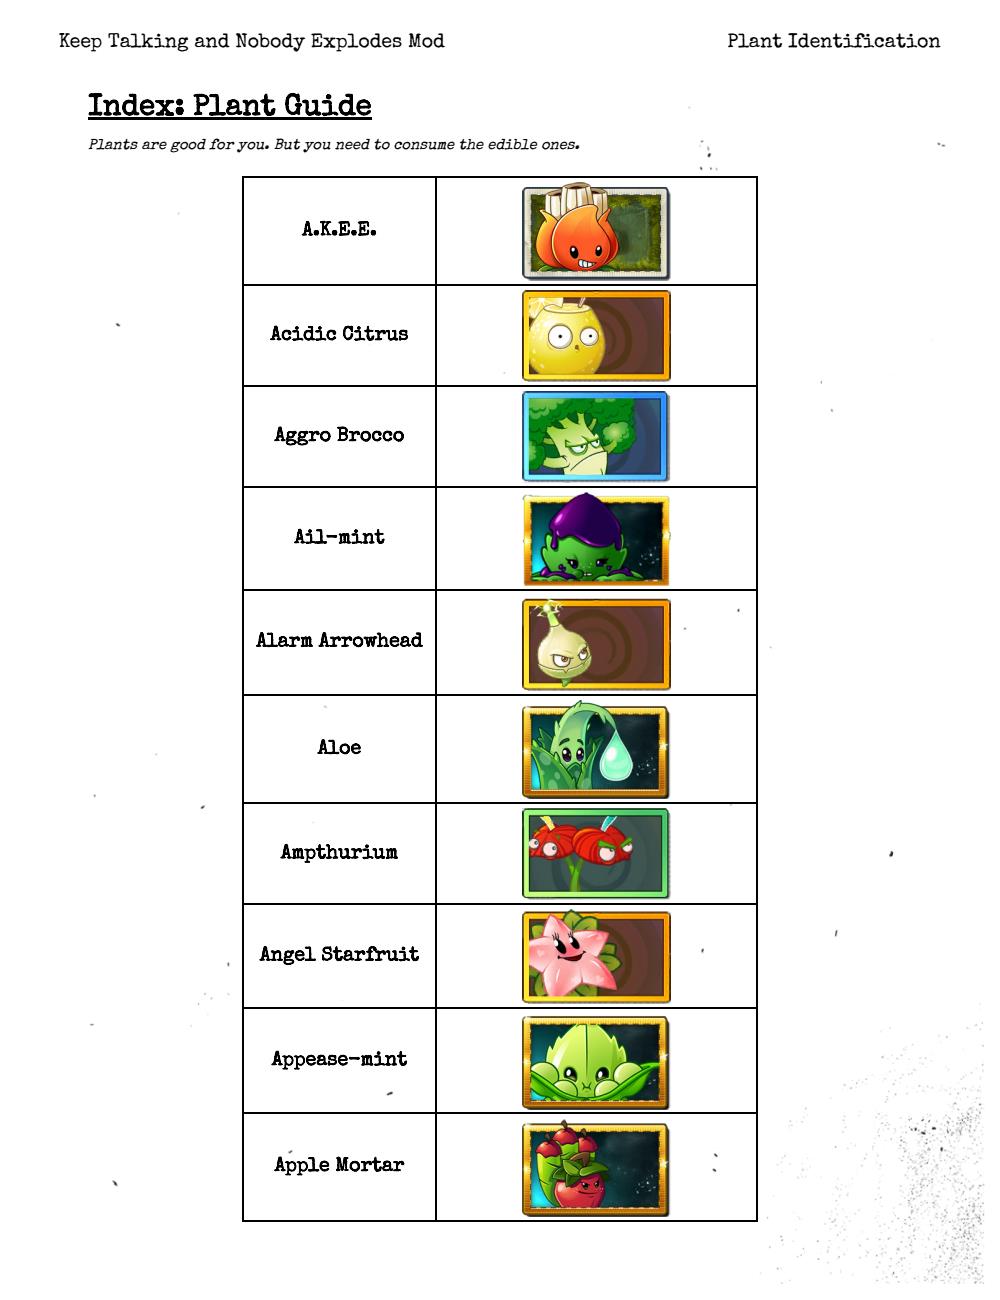 Keep Talking and Nobody Explodes Mod
Plant Identification
Index: Plant Guide
Plants are good for you. But you need to consume the edible ones.
A.K.E.E.
Acidic Citrus
Aggro Brocco
Ail-mint
Alarm Arrowhead
Aloe
Ampthurium
Angel Starfruit
Appease-mint
Apple Mortar